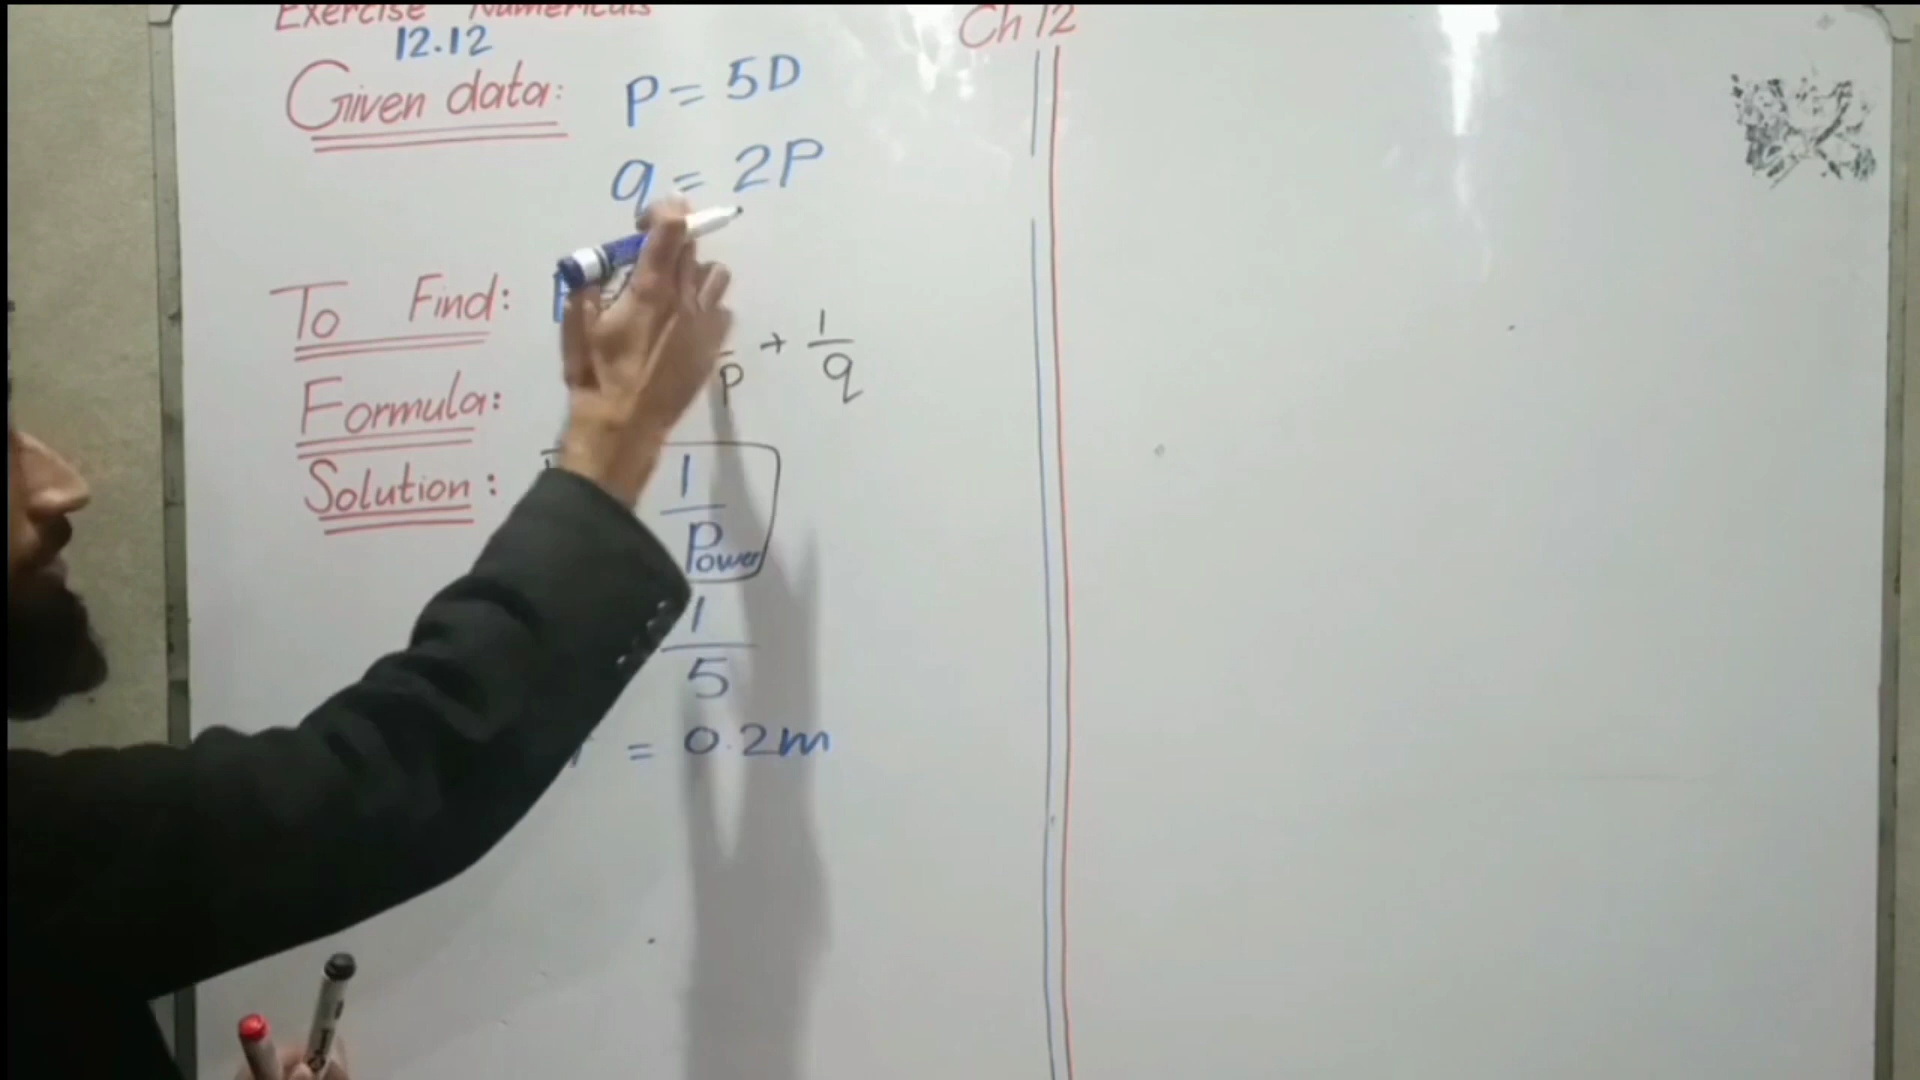 Exercise Numericals
Ch 12
12.12
Given data: P = 5D
q = 2P
To Find:
Formula: p + 1/q
Solution: 1/Power
1/5
= 0.2m